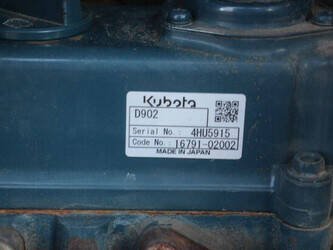 Kubota
D902
Serial No.: 4HU5915
Code No.: 16791-02002
MADE IN JAPAN